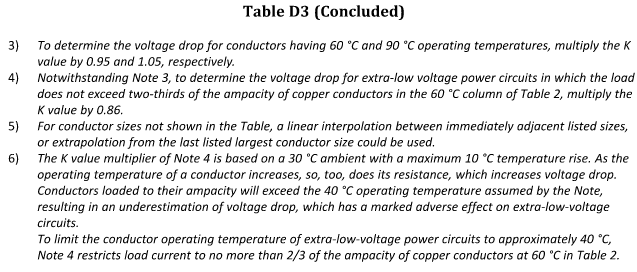 Table D3 (Concluded)
3) To determine the voltage drop for conductors having 60 °C and 90 °C operating temperatures, multiply the K
value by 0.95 and 1.05, respectively.
4) Notwithstanding Note 3, to determine the voltage drop for extra-low voltage power circuits in which the load
does not exceed two-thirds of the ampacity of copper conductors in the 60 °C column of Table 2, multiply the
K value by 0.86.
5) For conductor sizes not shown in the Table, a linear interpolation between immediately adjacent listed sizes,
or extrapolation from the last listed largest conductor size could be used.
6) The K value multiplier of Note 4 is based on a 30 °C ambient with a maximum 10 °C temperature rise. As the
operating temperature of a conductor increases, so, too, does its resistance, which increases voltage drop.
Conductors loaded to their ampacity will exceed the 40 °C operating temperature assumed by the Note,
resulting in an underestimation of voltage drop, which has a marked adverse effect on extra-low-voltage
circuits.
To limit the conductor operating temperature of extra-low-voltage power circuits to approximately 40 °C,
Note 4 restricts load current to no more than 2/3 of the ampacity of copper conductors at 60 °C in Table 2.